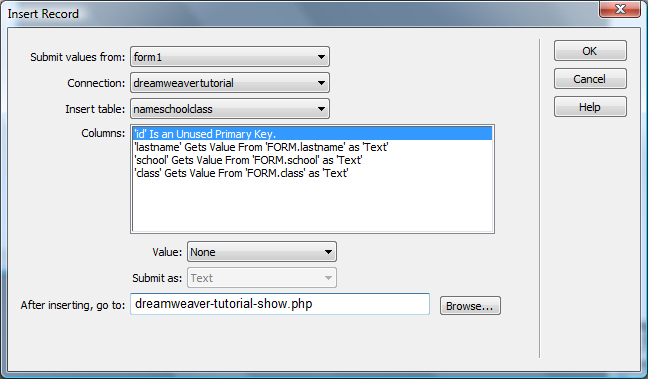 Insert Record
Submit values from: form1
OK
Connection: dreamweavertutorial
Cancel
Insert table: nameschoolclass
Help
Columns: 'id' Is an Unused Primary Key.
'lastname' Gets Value From 'FORM.lastname' as 'Text'
'school' Gets Value From 'FORM.school' as 'Text'
'class' Gets Value From 'FORM.class' as 'Text'
Value: None
Submit as: Text
After inserting, go to: dreamweaver-tutorial-show.php Browse...